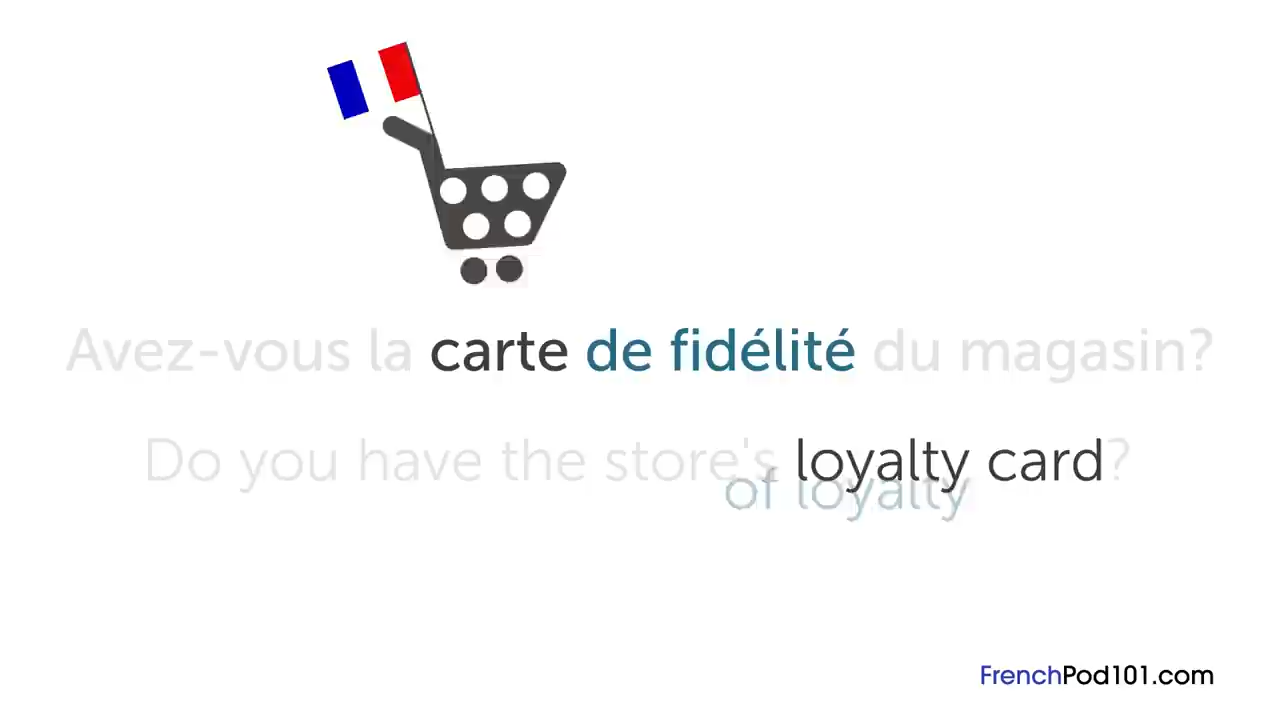 Avez-vous la carte de fidélité du magasin?
Do you have the store's loyalty card?
of loyalty
FrenchPod101.com